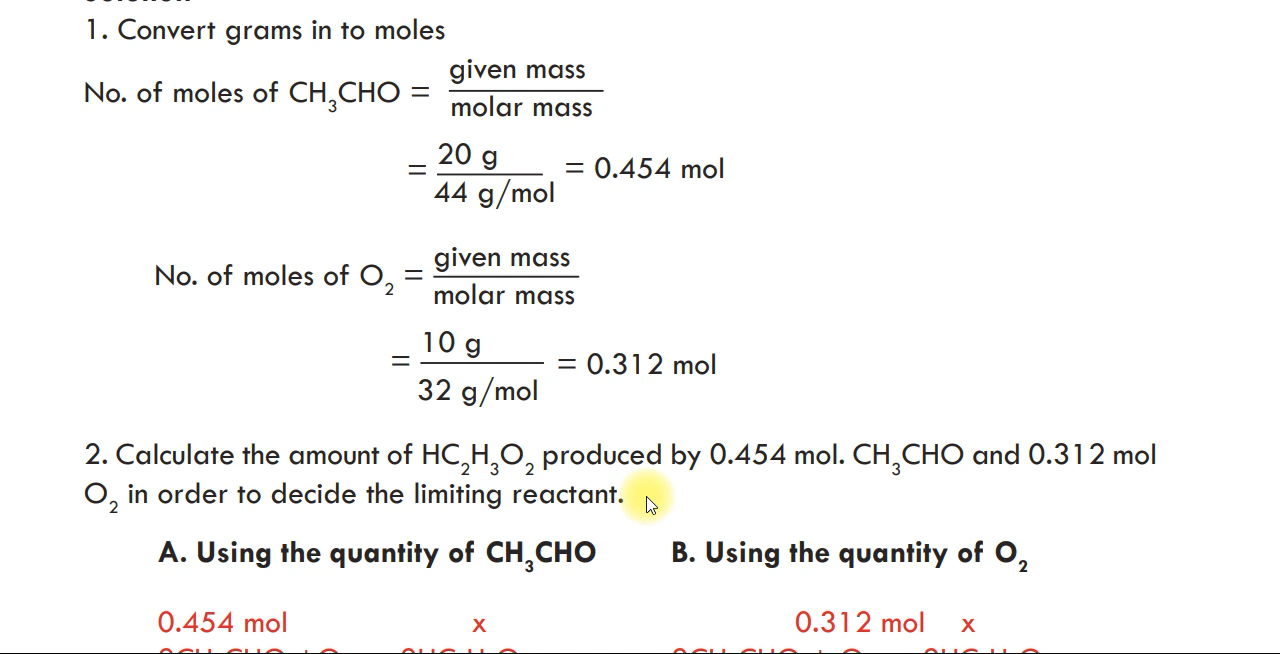 1. Convert grams in to moles
No. of moles of CH₃CHO = given mass / molar mass
= 20 g / 44 g/mol = 0.454 mol
No. of moles of O₂ = given mass / molar mass
= 10 g / 32 g/mol = 0.312 mol
2. Calculate the amount of HC₂H₃O₂ produced by 0.454 mol. CH₃CHO and 0.312 mol
O₂ in order to decide the limiting reactant.
A. Using the quantity of CH₃CHO B. Using the quantity of O₂
0.454 mol x 0.312 mol x